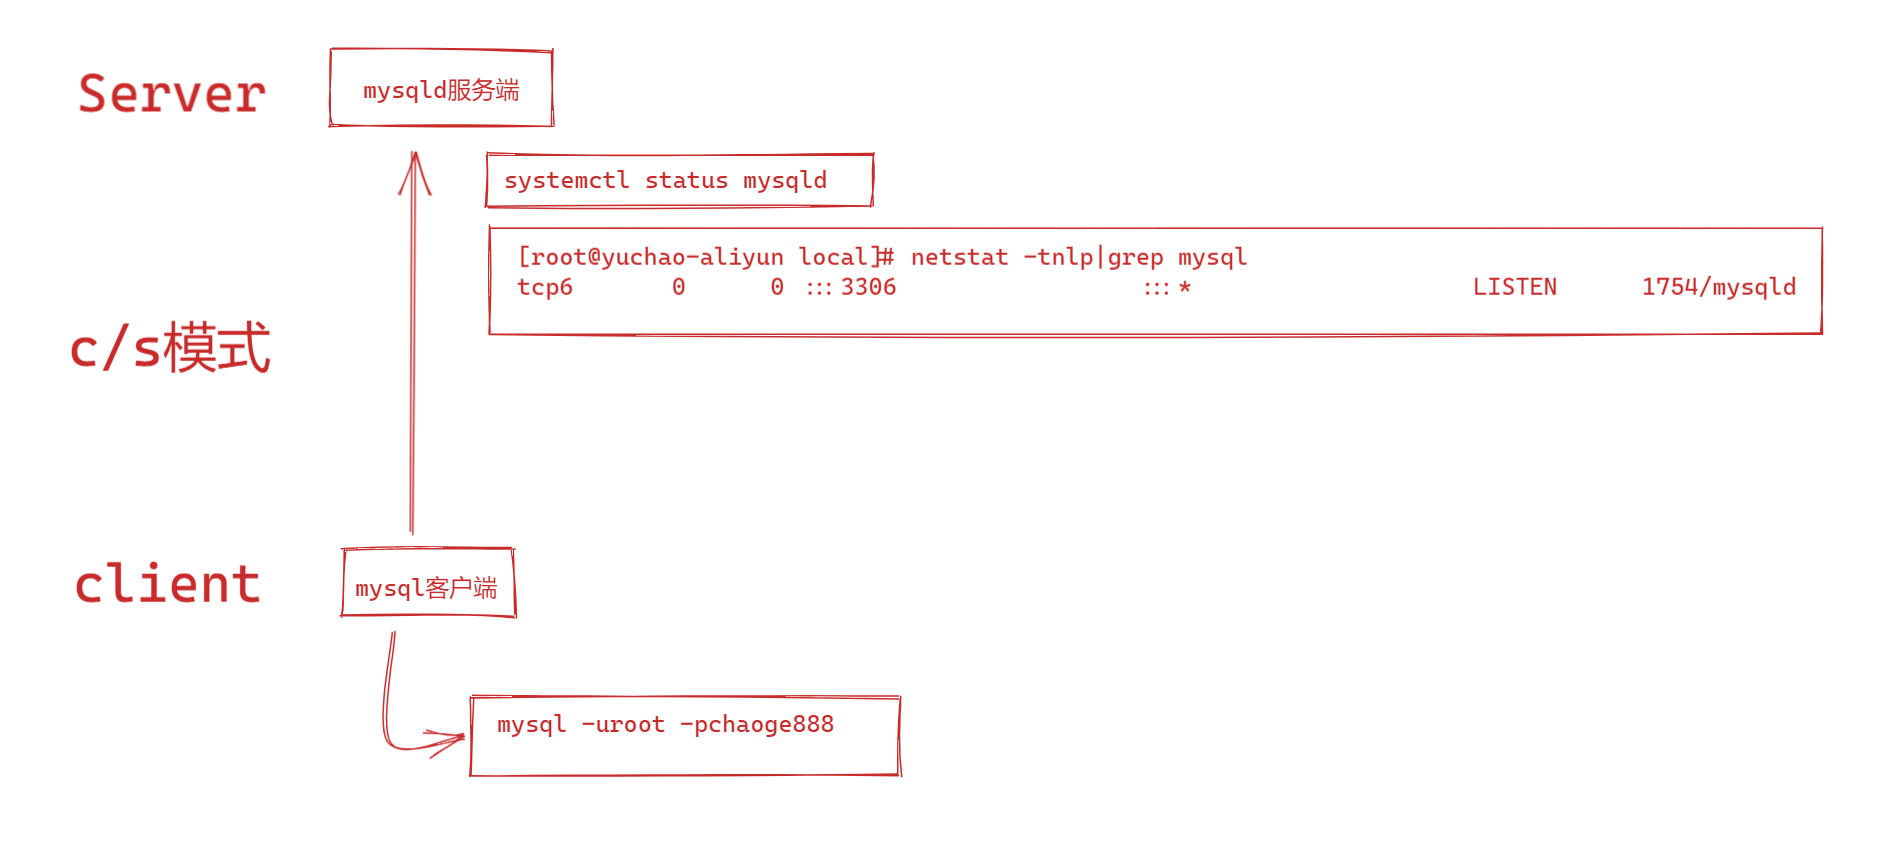 Server
mysqld服务端
systemctl status mysqld
[root@yuchao-aliyun local]# netstat -tnlp|grep mysql
tcp6       0      0 :::3306                 :::*                    LISTEN      1754/mysqld
c/s模式
client
mysql客户端
mysql -uroot -pchaoge888